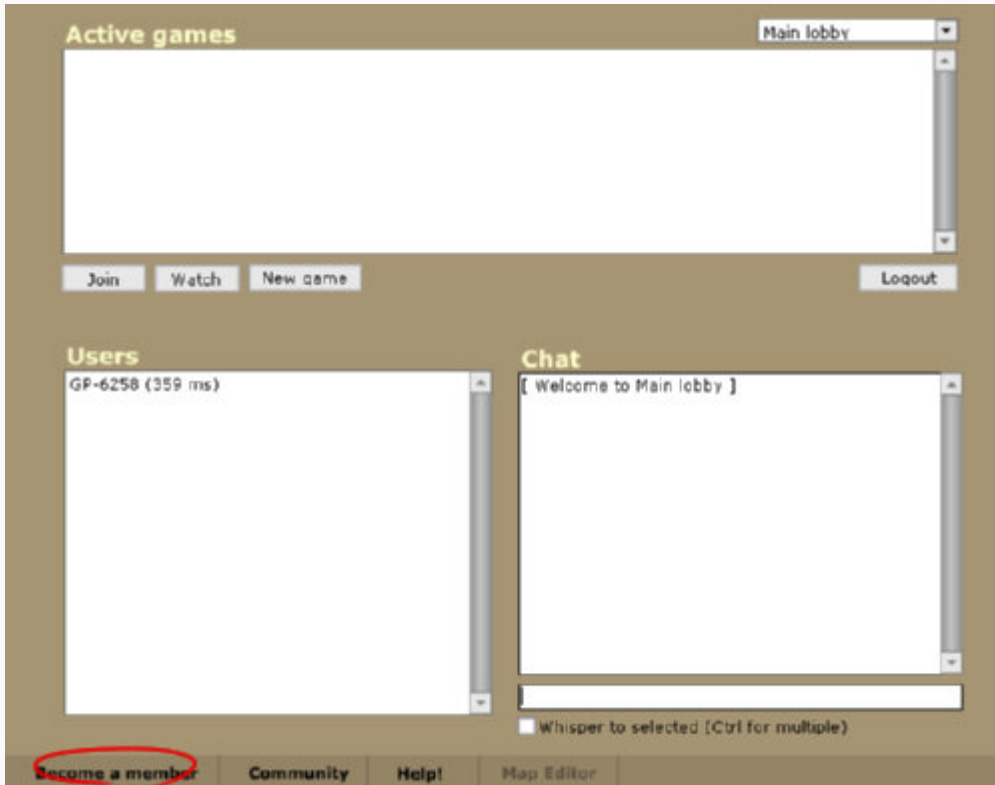 Active games
Main lobby
Join
Watch
New game
Logout
Users
GP-6258 (359 ms)
Chat
[ Welcome to Main lobby ]
Whisper to selected (Ctrl for multiple)
Become a member
Community
Help!
Map Editor